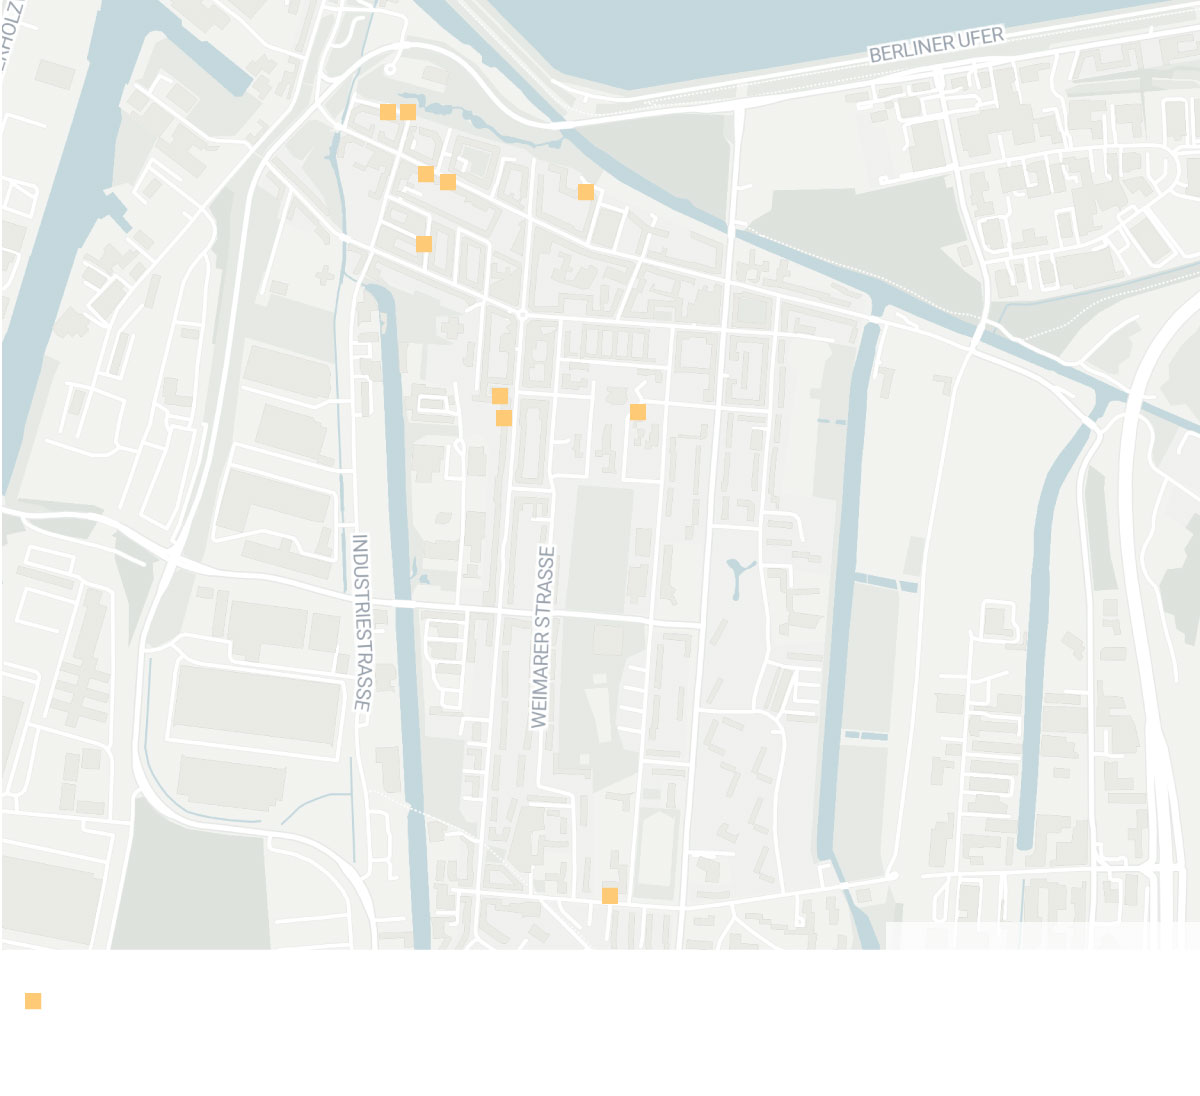 BERLINER UFER
INDUSTRIESTRASSE
WEIMARER STRASSE